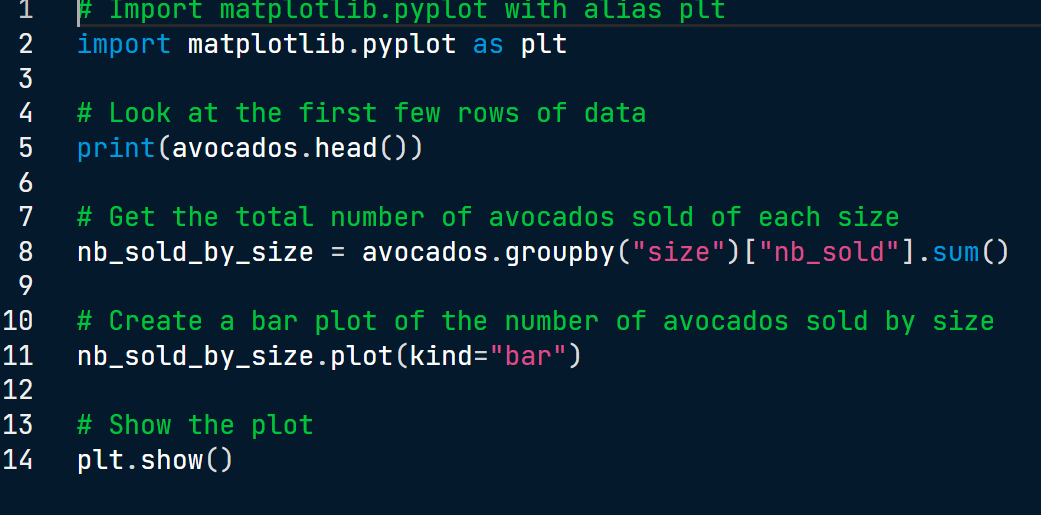 1 # Import matplotlib.pyplot with alias plt
2 import matplotlib.pyplot as plt
3
4 # Look at the first few rows of data
5 print(avocados.head())
6
7 # Get the total number of avocados sold of each size
8 nb_sold_by_size = avocados.groupby("size")["nb_sold"].sum()
9
10 # Create a bar plot of the number of avocados sold by size
11 nb_sold_by_size.plot(kind="bar")
12
13 # Show the plot
14 plt.show()